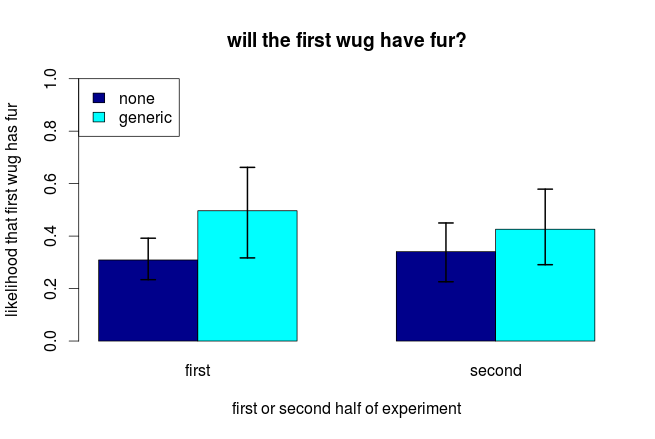 will the first wug have fur?
likelihood that first wug has fur
1.0
0.8
0.6
0.4
0.2
0.0
none
generic
first
second
first or second half of experiment